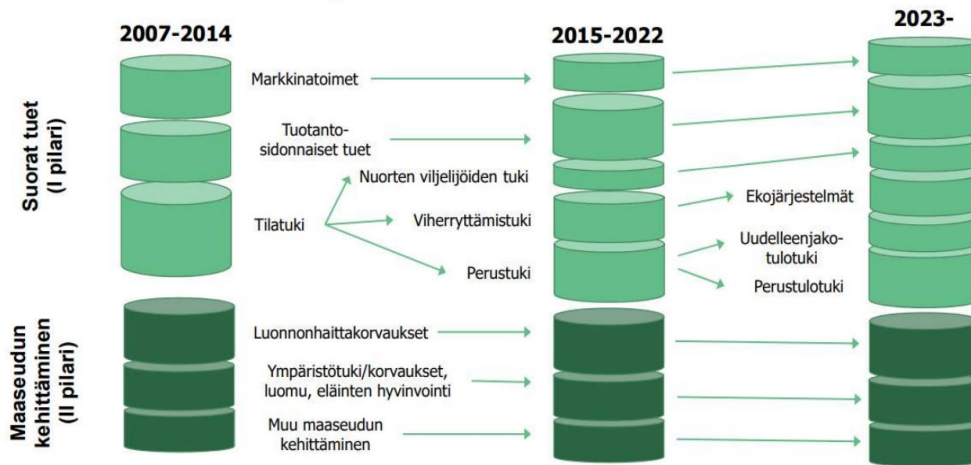 2007-2014
2015-2022
2023-
Suorat tuet
(I pilari)
Markkinatoimet
Tuotanto-
sidonnaiset tuet
Nuorten viljelijöiden tuki
Tilatuki
Viherryttämistuki
Perustuki
Ekojärjestelmät
Uudelleenjako-
tulotuki
Perustulotuki
Maaseudun
kehittäminen
(II pilari)
Luonnonhaittakorvaukset
Ympäristötuki/korvaukset,
luomu, eläinten hyvinvointi
Muu maaseudun
kehittäminen